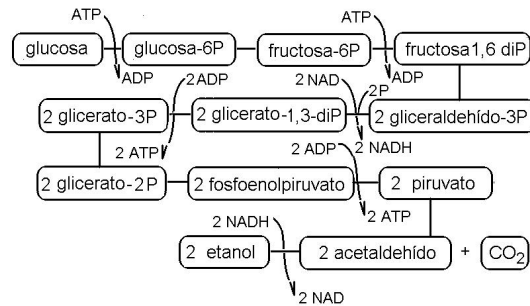 ATP ATP
glucosa glucosa-6P fructosa-6P fructosa1,6 diP
ADP ADP
2 ADP 2 NAD 2P
2 glicerato-3P 2 glicerato-1,3-diP 2 gliceraldehído-3P
2 ATP 2 ADP 2 NADH
2 glicerato-2P 2 fosfoenolpiruvato 2 piruvato
2 ATP
2 NADH
2 etanol 2 acetaldehído + CO2
2 NAD